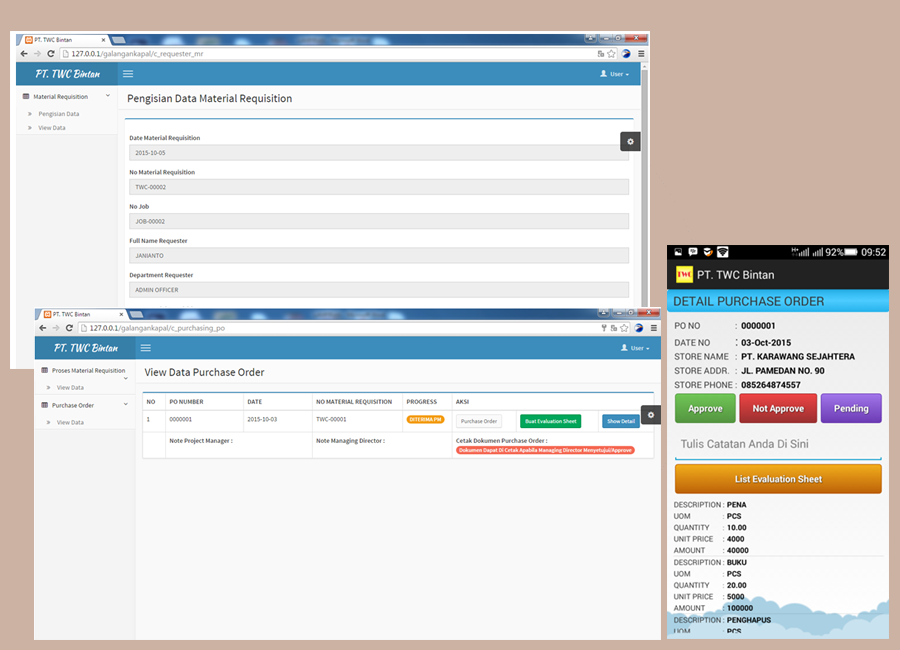 PT. TWC Bintan
127.0.0.1/galangankapal/c_requester_mr
PT. TWC Bintan
User
Material Requisition
Pengisian Data
View Data
Pengisian Data Material Requisition
Date Material Requisition
2015-10-05
No Material Requisition
TWC-00002
No Job
JOB-00002
Full Name Requester
JANIANTO
Department Requester
ADMIN OFFICER
PT. TWC Bintan
127.0.0.1/galangankapal/c_purchasing_po
PT. TWC Bintan
User
Proses Material Requisition
View Data
Purchase Order
View Data
View Data Purchase Order
NO PO NUMBER DATE NO MATERIAL REQUISITION PROGRESS AKSI
1 0000001 2015-10-03 TWC-00001 DITERIMA PM Purchase Order Buat Evaluation Sheet Show Detail
Note Project Manager : Note Managing Director : Cetak Dokumen Purchase Order :
Dokumen Dapat Di Cetak Apabila Managing Director Menyetujui/Approve
92% 09:52
TWC PT. TWC Bintan
DETAIL PURCHASE ORDER
PO NO : 0000001
DATE NO : 03-Oct-2015
STORE NAME : PT. KARAWANG SEJAHTERA
STORE ADDR. : JL. PAMEDAN NO. 90
STORE PHONE : 085264874557
Approve Not Approve Pending
Tulis Catatan Anda Di Sini
List Evaluation Sheet
DESCRIPTION : PENA
UOM : PCS
QUANTITY : 10.00
UNIT PRICE : 4000
AMOUNT : 40000
DESCRIPTION : BUKU
UOM : PCS
QUANTITY : 20.00
UNIT PRICE : 5000
AMOUNT : 100000
DESCRIPTION : PENGHAPUS
UOM : PCS